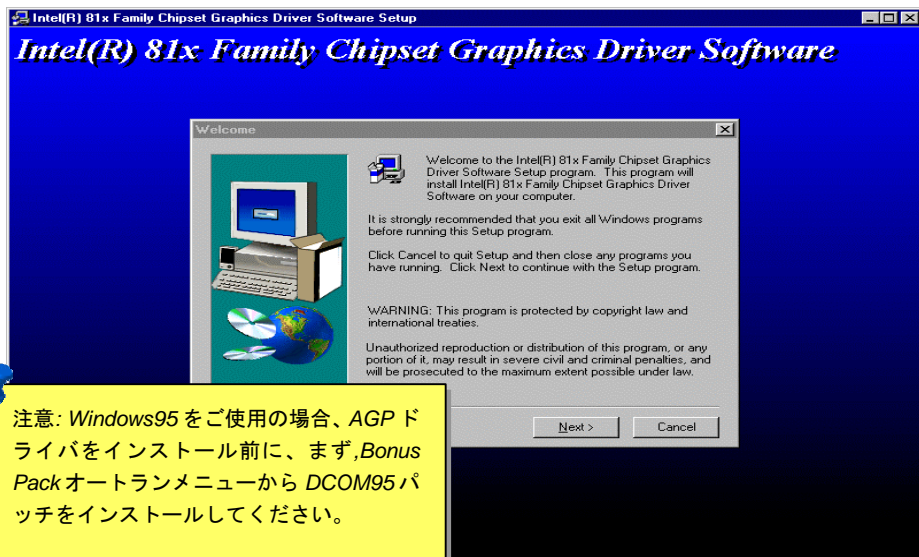 Intel(R) 81x Family Chipset Graphics Driver Software Setup
Intel(R) 81x Family Chipset Graphics Driver Software
Welcome
Welcome to the Intel(R) 81x Family Chipset Graphics
Driver Software Setup program. This program will
install Intel(R) 81x Family Chipset Graphics Driver
Software on your computer.
It is strongly recommended that you exit all Windows programs
before running this Setup program.
Click Cancel to quit Setup and then close any programs you
have running. Click Next to continue with the Setup program.
WARNING: This program is protected by copyright law and
international treaties.
Unauthorized reproduction or distribution of this program, or any
portion of it, may result in severe civil and criminal penalties, and
will be prosecuted to the maximum extent possible under law.
Next >
Cancel
注意: Windows95 をご使用の場合、AGP ド
ライバをインストール前に、まず,Bonus
Pack オートランメニューから DCOM95 パ
ッチをインストールしてください。